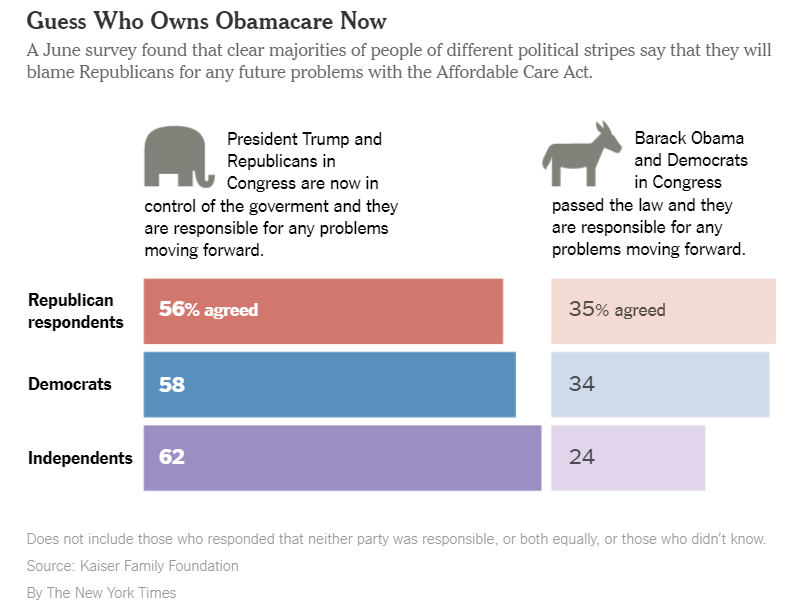 Guess Who Owns Obamacare Now
A June survey found that clear majorities of people of different political stripes say that they will
blame Republicans for any future problems with the Affordable Care Act.
President Trump and
Republicans in
Congress are now in
control of the goverment and they
are responsible for any problems
moving forward.
Barack Obama
and Democrats
in Congress
passed the law and they
are responsible for any
problems moving forward.
Republican
respondents
56% agreed
35% agreed
Democrats
58
34
Independents
62
24
Does not include those who responded that neither party was responsible, or both equally, or those who didn't know.
Source: Kaiser Family Foundation
By The New York Times